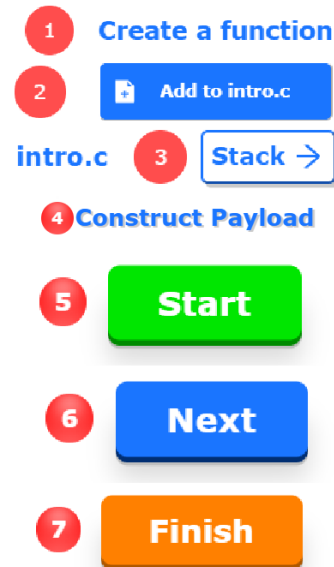 1 Create a function
2 Add to intro.c
intro.c 3 Stack →
4 Construct Payload
5 Start
6 Next
7 Finish